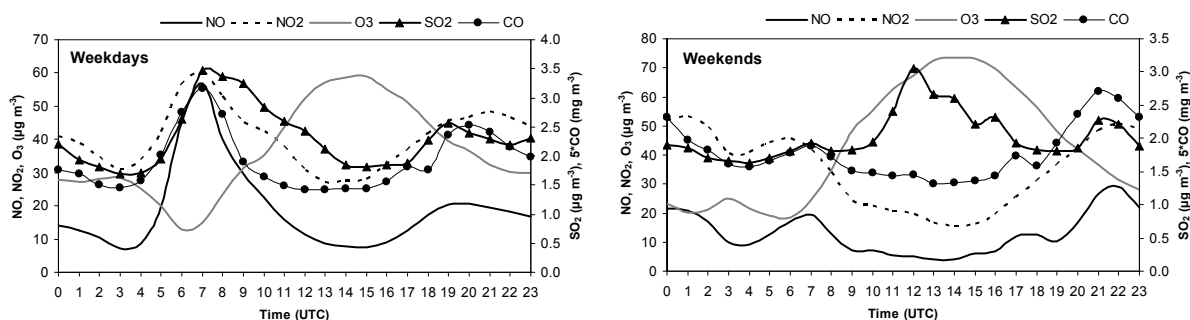 NO NO2 O3 SO2 CO
Weekdays
NO, NO2, O3 (µg m-3)
70
60
50
40
30
20
10
0
4.0
3.5
3.0
2.5
2.0
1.5
1.0
0.5
0.0
SO2 (µg m-3), 5*CO (mg m-3)
0 1 2 3 4 5 6 7 8 9 10 11 12 13 14 15 16 17 18 19 20 21 22 23
Time (UTC)
NO NO2 O3 SO2 CO
Weekends
NO, NO2, O3 (µg m-3)
80
70
60
50
40
30
20
10
0
3.5
3.0
2.5
2.0
1.5
1.0
0.5
0.0
SO2 (µg m-3), 5*CO (mg m-3)
0 1 2 3 4 5 6 7 8 9 10 11 12 13 14 15 16 17 18 19 20 21 22 23
Time (UTC)